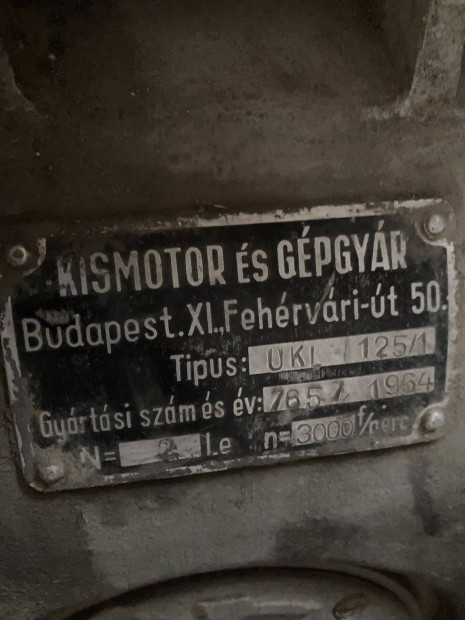 KISMOTOR és GÉPGYÁR
Budapest.XI.,Fehérvári-út 50.
Tipus: UKI /125/1
Gyártási szám és év: 7657 1964
N= 2 l.e n= 3000 f/perc